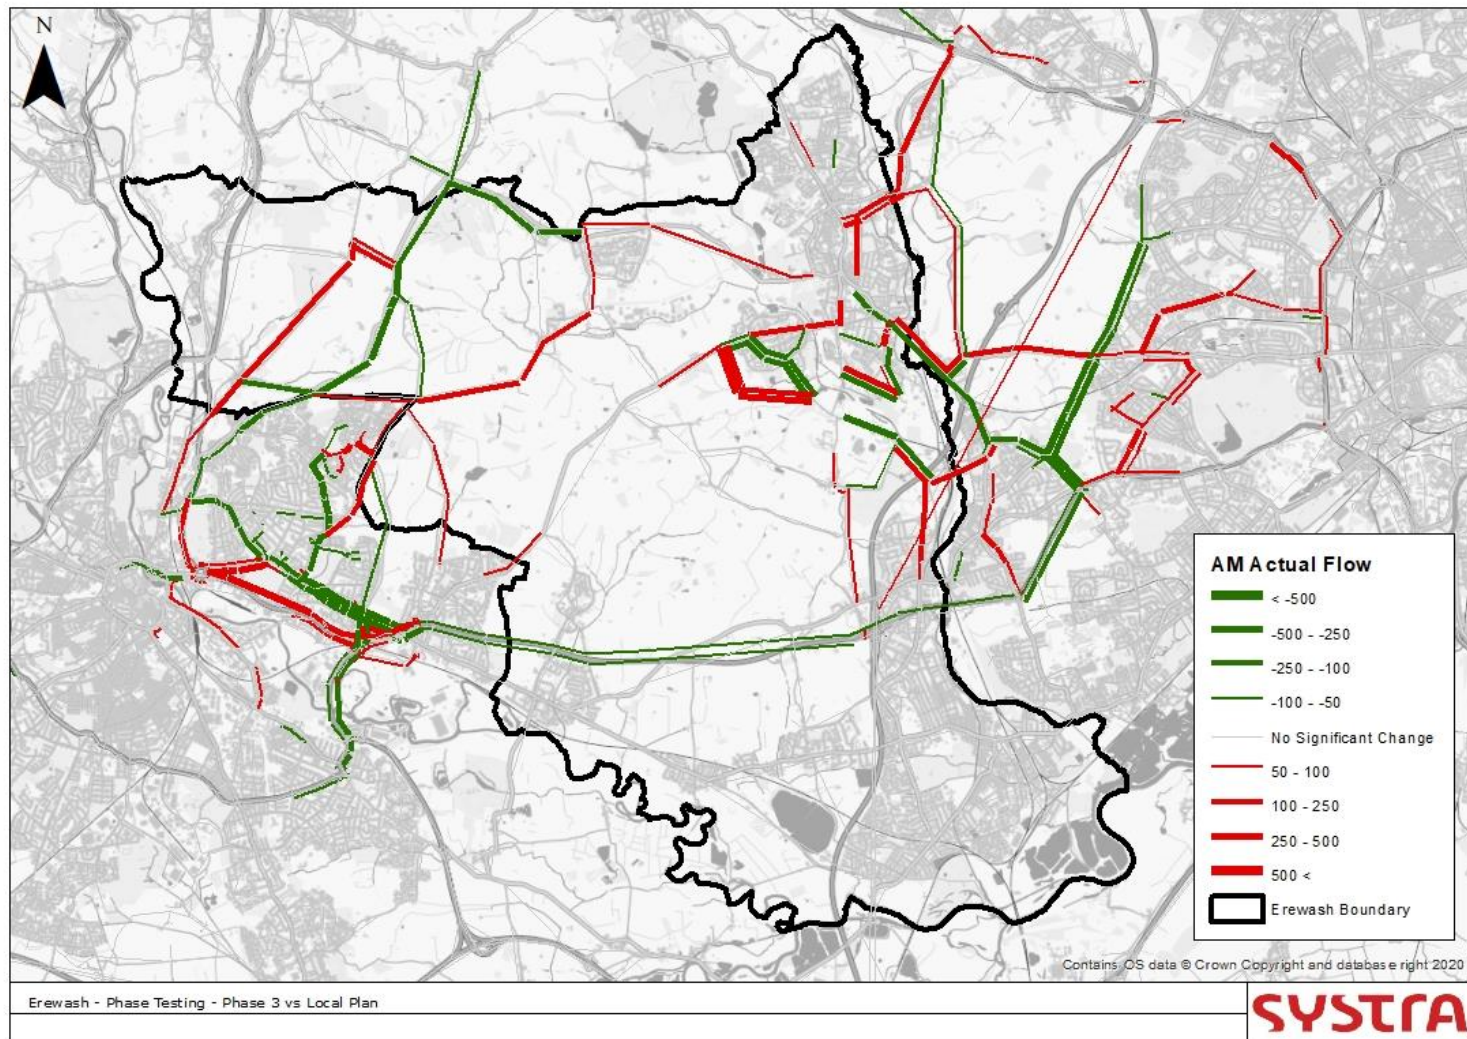 N
AM Actual Flow
< -500
-500 - -250
-250 - -100
-100 - -50
No Significant Change
50 - 100
100 - 250
250 - 500
500 <
Erewash Boundary
Contains OS data © Crown Copyright and database right 2020
Erewash - Phase Testing - Phase 3 vs Local Plan
SYSTRA